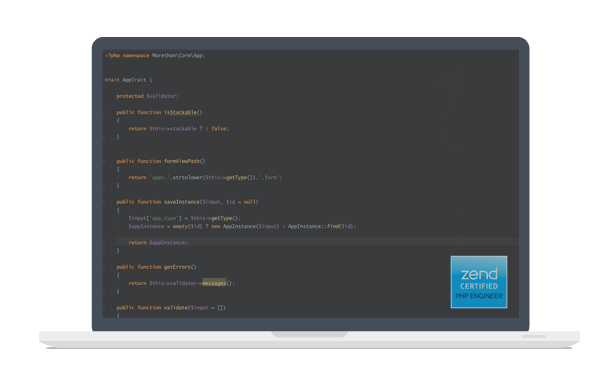 <?php namespace Morethan\Core\App;
trait AppTrait {
protected $validator;
public function isStackable()
{
return $this->stackable ? : false;
}
public function formViewPath()
{
return 'apps.'.strtolower($this->getType()).'.form';
}
public function saveInstance($input, $id = null)
{
$input['app_type'] = $this->getType();
$appInstance = empty($id) ? new AppInstance($input) : AppInstance::find($id);
return $appInstance;
}
public function getErrors()
{
return $this->validator->messages();
}
public function validate($input = [])
{
zend
CERTIFIED
PHP ENGINEER